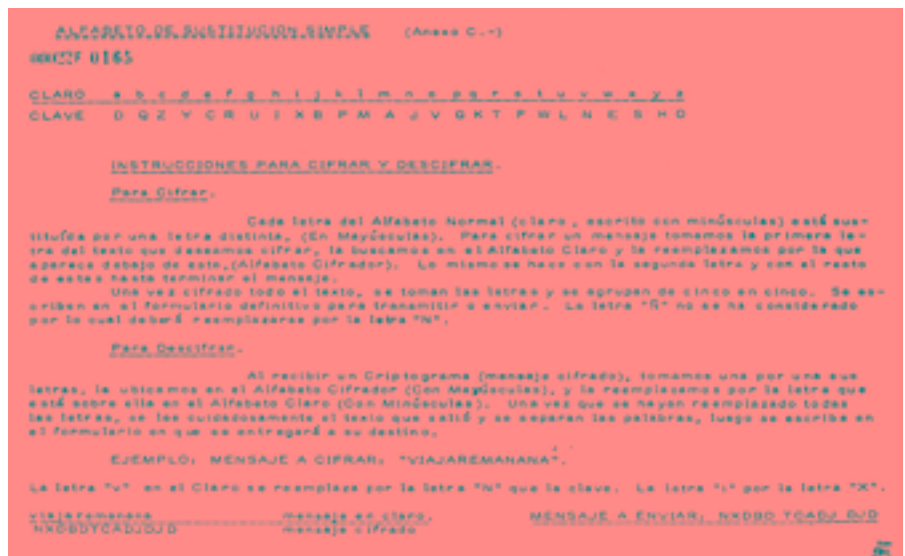 ALFABETO DE SUSTITUCION SIMPLE (Anexo C.-)
0165
CLARO a b c d e f g h i j k l m n o p q r s t u v w x y z
CLAVE D Q Z Y C R U I X B P M A J V G K T F W L N E S H O
INSTRUCCIONES PARA CIFRAR Y DESCIFRAR.
Para Cifrar.
Cada letra del Alfabeto Normal (claro, escrito con minúsculas) está sus-
tituída por una letra distinta, (En Mayúsculas). Para cifrar un mensaje tomamos la primera le-
tra del texto que deseamos cifrar, la buscamos en el Alfabeto Claro y la reemplazamos por la que
aparece debajo de esta,(Alfabeto Cifrador). Lo mismo se hace con la segunda letra y con el resto
de estas hasta terminar el mensaje.
Una vez cifrado todo el texto, se toman las letras y se agrupan de cinco en cinco. Se es-
criben en el formulario definitivo para transmitir o enviar. La letra "Ñ" no se ha considerado
por lo cual deberá reemplazarse por la letra "N".
Para Descifrar.
Al recibir un Criptograma (mensaje cifrado), tomamos una por una sus
letras, la ubicamos en el Alfabeto Cifrador (Con Mayúsculas), y la reemplazamos por la letra que
está sobre ella en el Alfabeto Claro (Con Minúsculas). Una vez que se hayan reemplazado todas
las letras, se lee cuidadosamente el texto que salió y se separan las palabras, luego se escribe en
el formulario en que se entregará a su destino.
EJEMPLO: MENSAJE A CIFRAR: "VIAJAREMANANA".
La letra "v" en el Claro se reemplaza por la letra "N" que la clave. La letra "i" por la letra "X".
viajaremanana mensaje en claro. MENSAJE A ENVIAR: NXDBD TCADJ DJD
NXDBDTCADJDJD mensaje cifrado